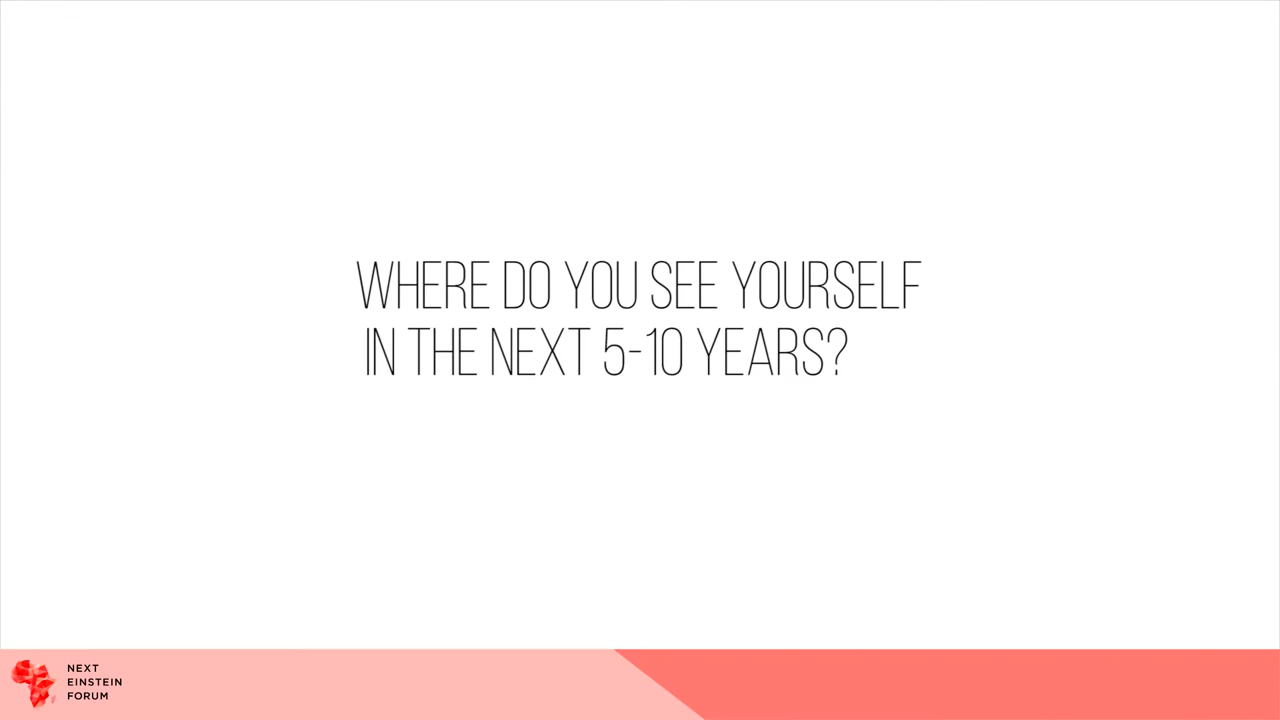 WHERE DO YOU SEE YOURSELF
IN THE NEXT 5-10 YEARS?
NEXT
EINSTEIN
FORUM